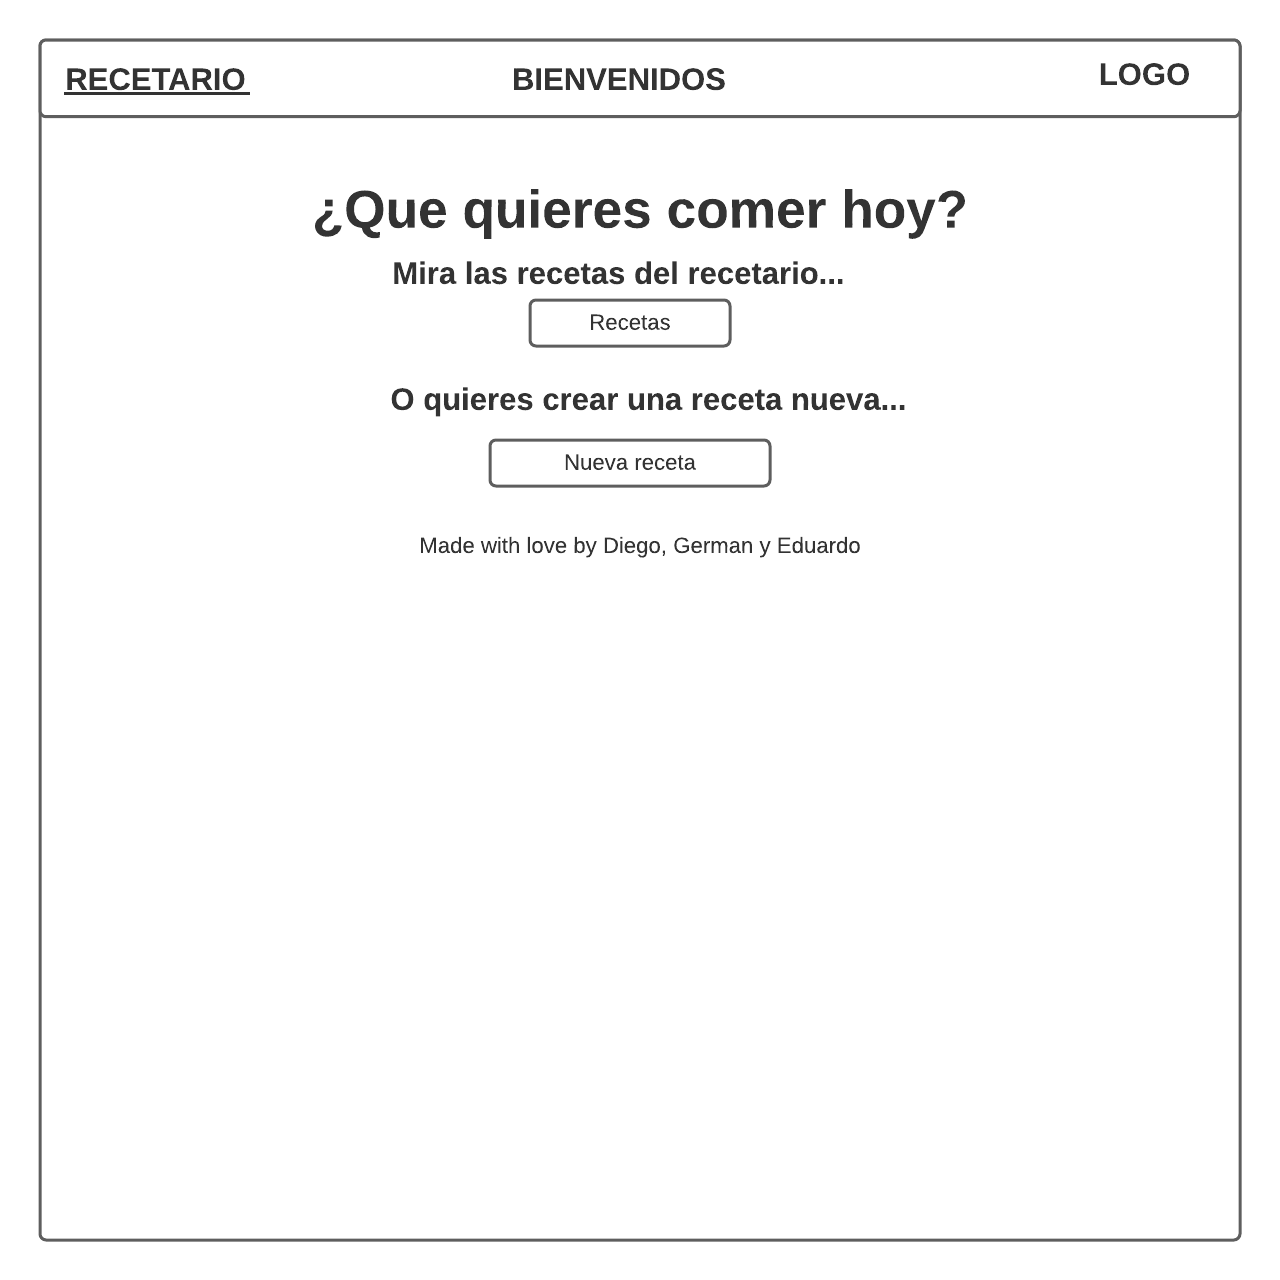 RECETARIO
BIENVENIDOS
LOGO
¿Que quieres comer hoy?
Mira las recetas del recetario...
Recetas
O quieres crear una receta nueva...
Nueva receta
Made with love by Diego, German y Eduardo